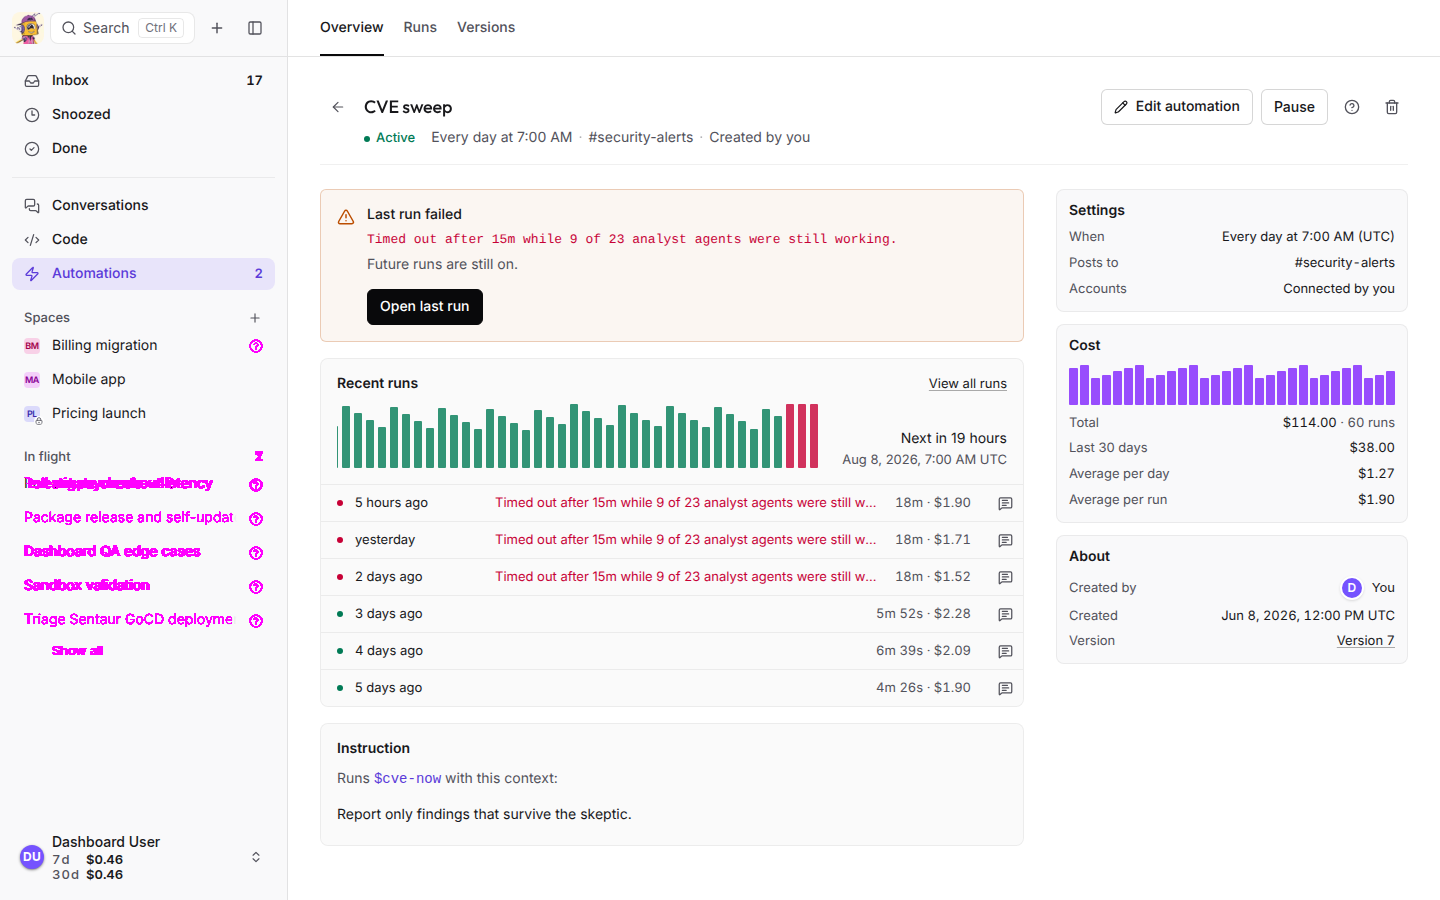 Search Ctrl K
Inbox 17
Snoozed
Done
Conversations
Code
Automations 2
Spaces
BM Billing migration
MA Mobile app
PL Pricing launch
In flight
Package release and self-updat
Dashboard QA edge cases
Sandbox validation
Triage Sentaur GoCD deployme
Show all
DU Dashboard User
7d $0.46
30d $0.46
Overview Runs Versions
CVE sweep
Edit automation Pause
Active Every day at 7:00 AM · #security-alerts · Created by you
Last run failed
Timed out after 15m while 9 of 23 analyst agents were still working.
Future runs are still on.
Open last run
Recent runs View all runs
Next in 19 hours
Aug 8, 2026, 7:00 AM UTC
5 hours ago Timed out after 15m while 9 of 23 analyst agents were still w... 18m · $1.90
yesterday Timed out after 15m while 9 of 23 analyst agents were still w... 18m · $1.71
2 days ago Timed out after 15m while 9 of 23 analyst agents were still w... 18m · $1.52
3 days ago 5m 52s · $2.28
4 days ago 6m 39s · $2.09
5 days ago 4m 26s · $1.90
Instruction
Runs $cve-now with this context:
Report only findings that survive the skeptic.
Settings
When Every day at 7:00 AM (UTC)
Posts to #security-alerts
Accounts Connected by you
Cost
Total $114.00 · 60 runs
Last 30 days $38.00
Average per day $1.27
Average per run $1.90
About
Created by D You
Created Jun 8, 2026, 12:00 PM UTC
Version Version 7